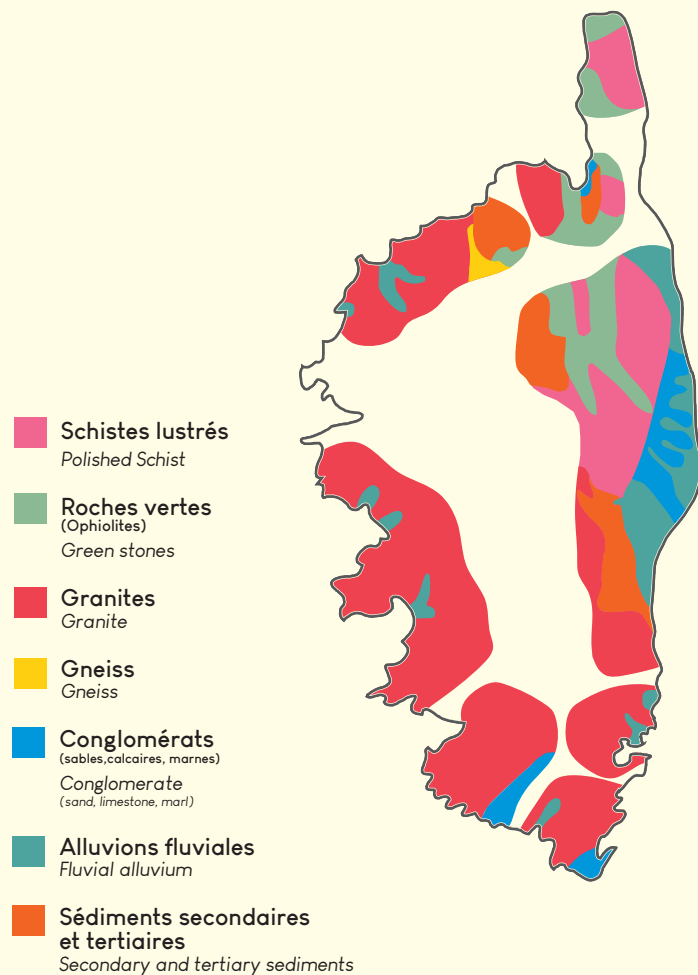 Schistes lustrés
Polished Schist
Roches vertes
(Ophiolites)
Green stones
Granites
Granite
Gneiss
Gneiss
Conglomérats
(sables,calcaires, marnes)
Conglomerate
(sand, limestone, marl)
Alluvions fluviales
Fluvial alluvium
Sédiments secondaires
et tertiaires
Secondary and tertiary sediments